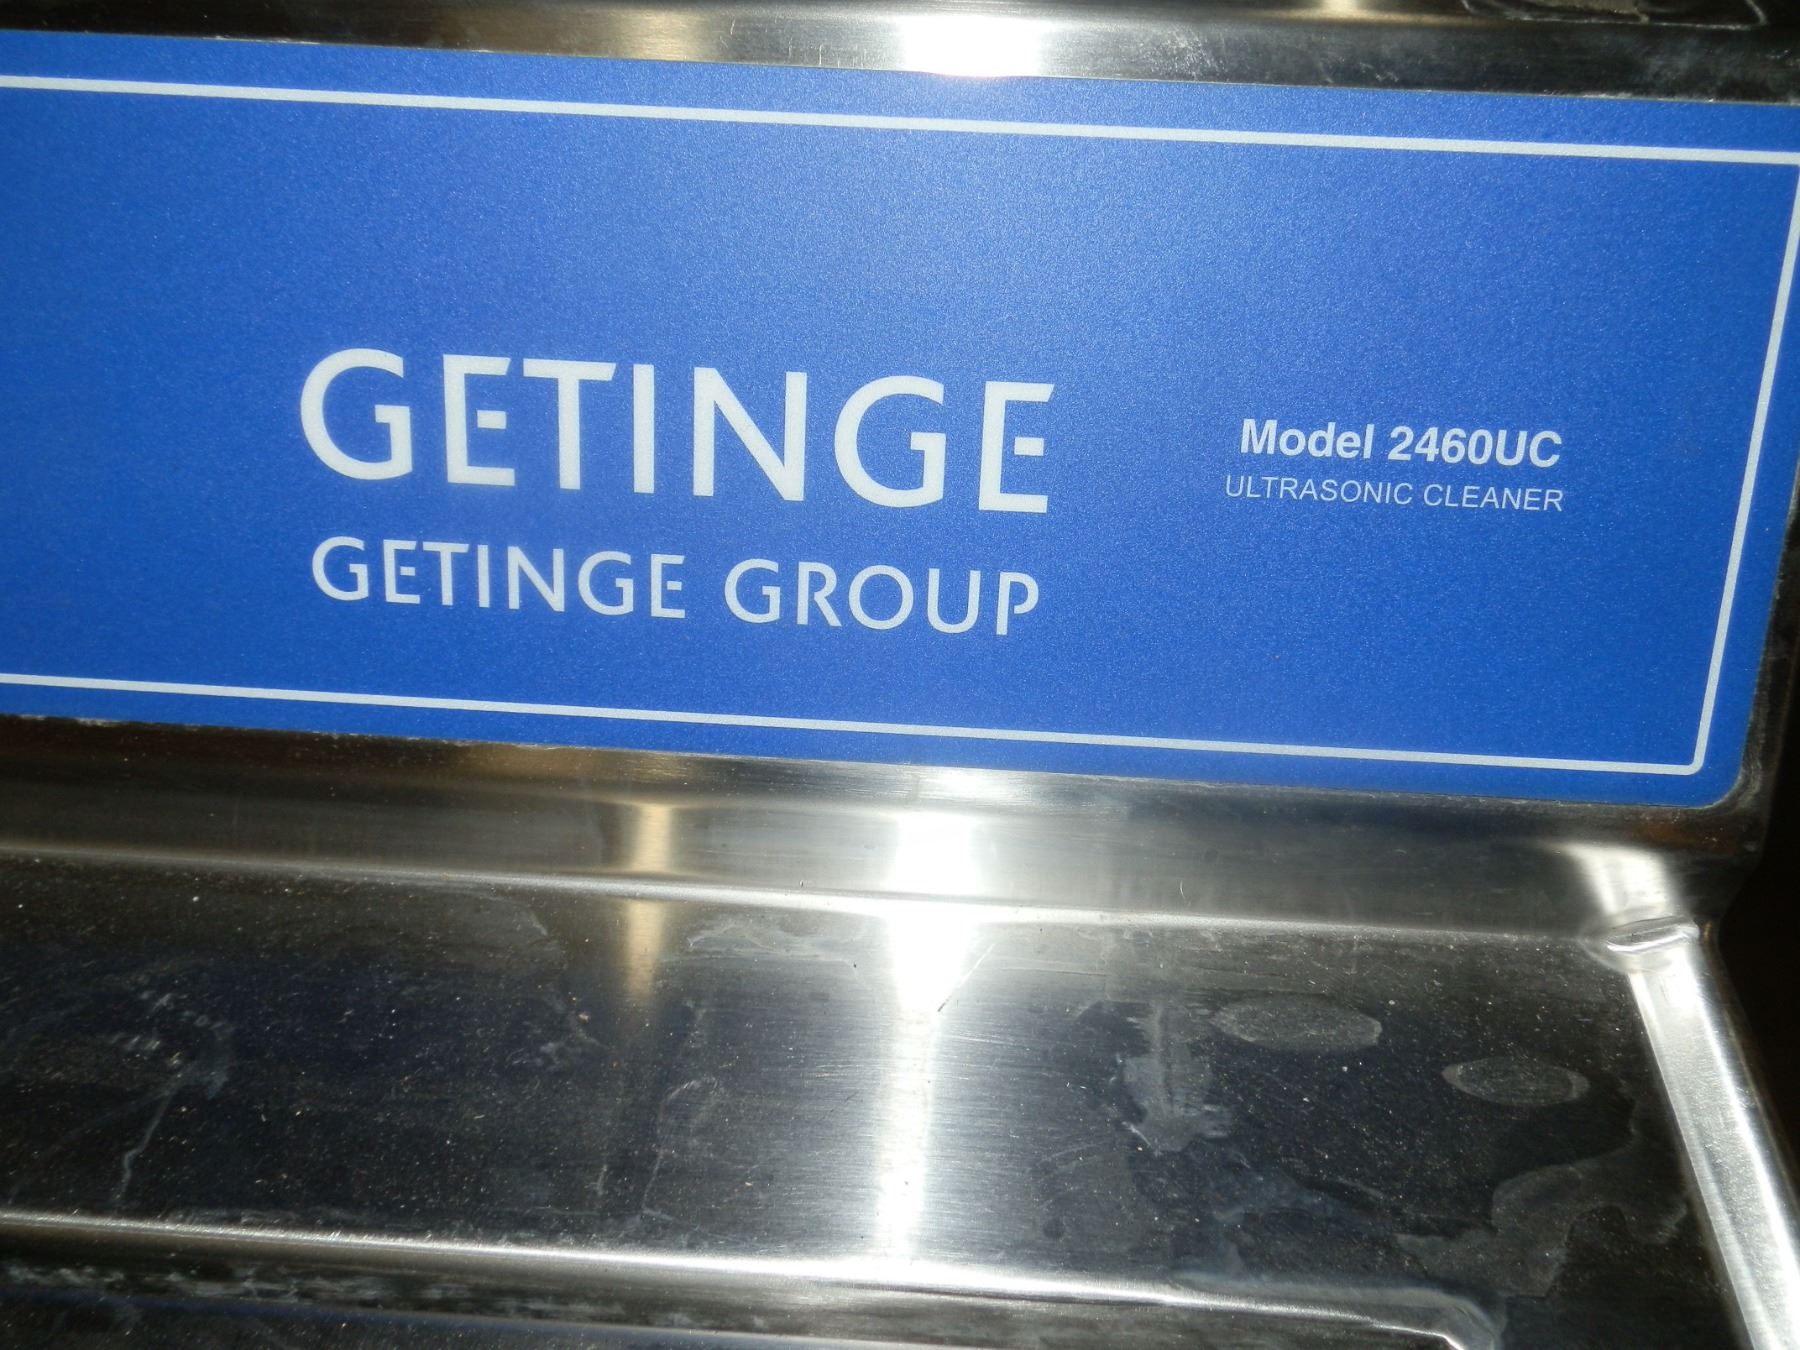 GETINGE
GETINGE GROUP
Model 2460UC
ULTRASONIC CLEANER